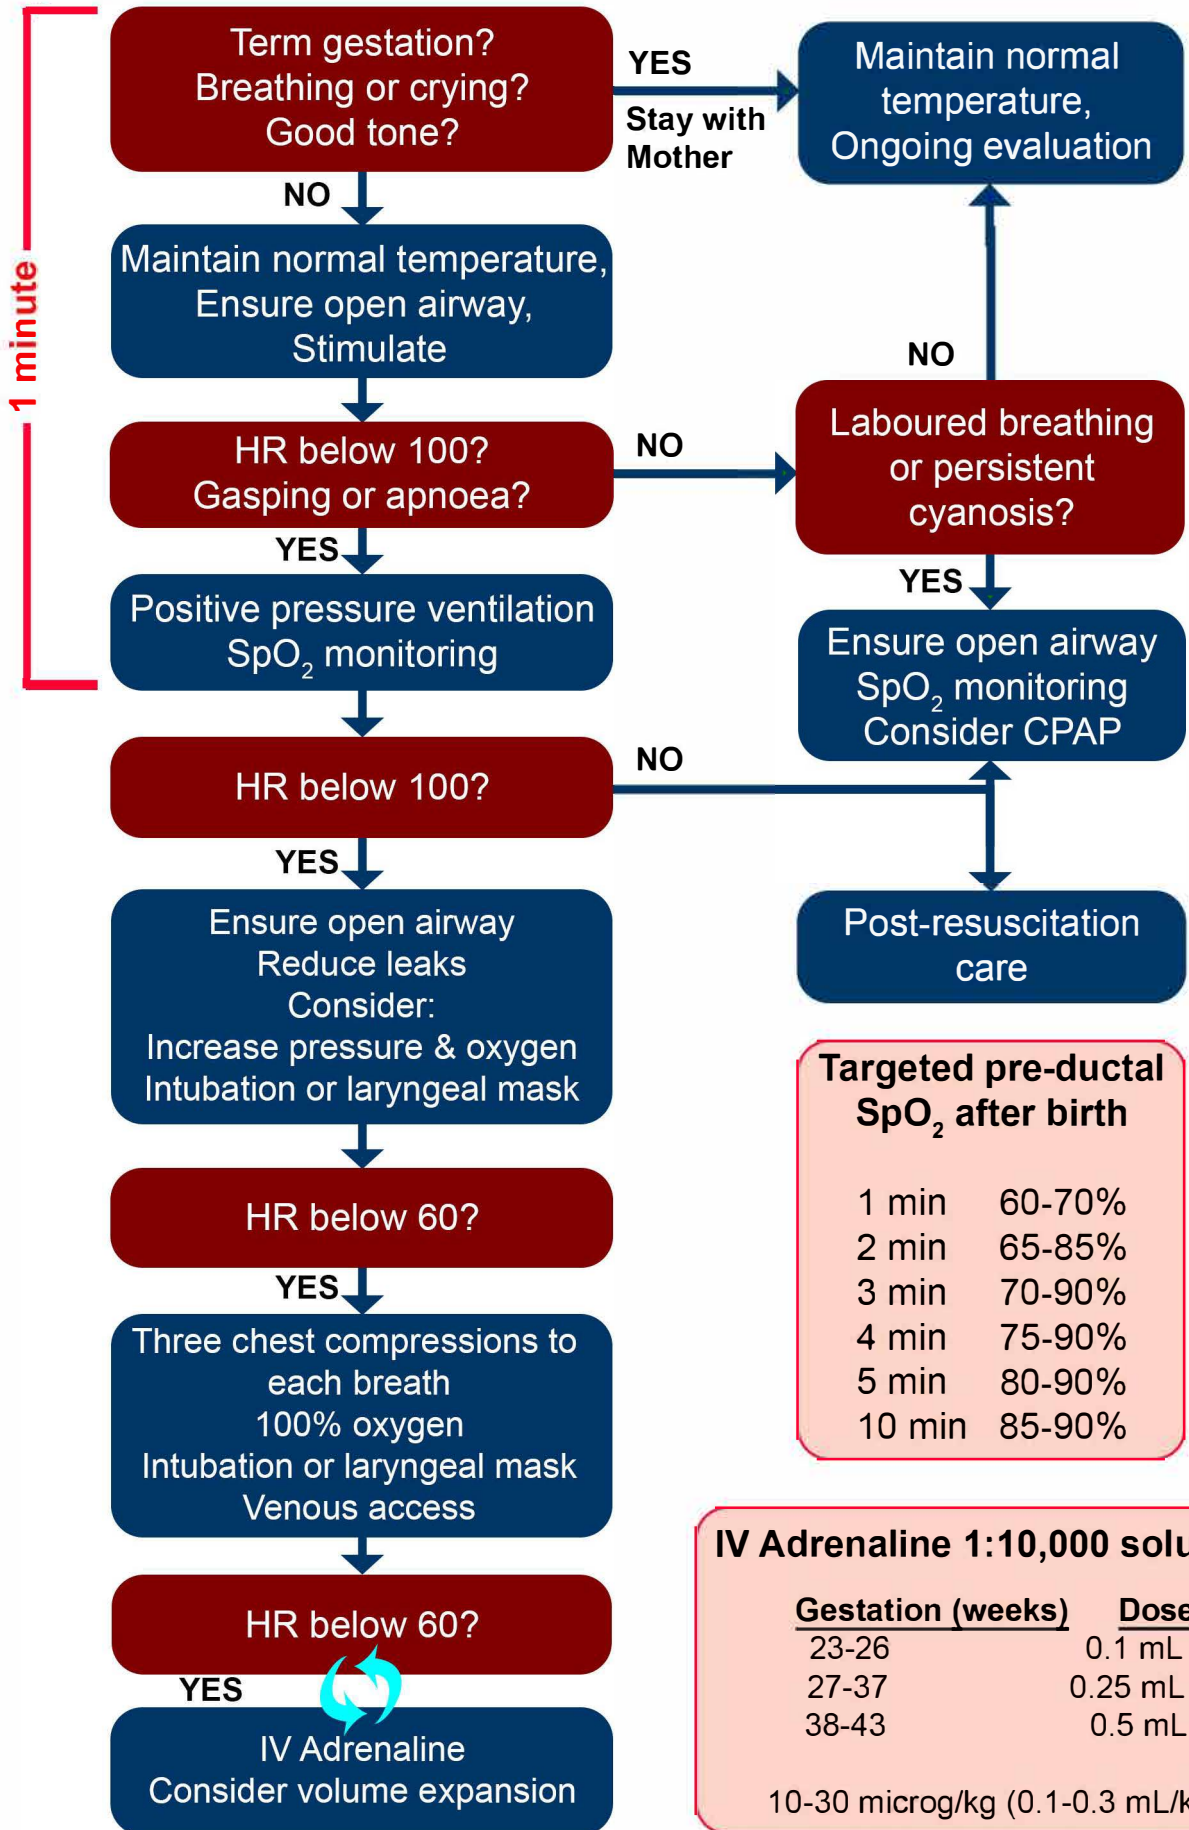 1 minute
Term gestation?
Breathing or crying?
Good tone?
YES
Stay with
Mother
Maintain normal
temperature,
Ongoing evaluation
NO
Maintain normal temperature,
Ensure open airway,
Stimulate
HR below 100?
Gasping or apnoea?
NO
Laboured breathing
or persistent
cyanosis?
NO
YES
Positive pressure ventilation
SpO₂ monitoring
YES
Ensure open airway
SpO₂ monitoring
Consider CPAP
HR below 100?
NO
Post-resuscitation
care
YES
Ensure open airway
Reduce leaks
Consider:
Increase pressure & oxygen
Intubation or laryngeal mask
HR below 60?
YES
Three chest compressions to
each breath
100% oxygen
Intubation or laryngeal mask
Venous access
HR below 60?
YES
IV Adrenaline
Consider volume expansion
Targeted pre-ductal
SpO₂ after birth
1 min 60-70%
2 min 65-85%
3 min 70-90%
4 min 75-90%
5 min 80-90%
10 min 85-90%
IV Adrenaline 1:10,000
Gestation (weeks) Dose
23-26 0.1 mL
27-37 0.25 mL
38-43 0.5 mL
10-30 microg/kg (0.1-0.3